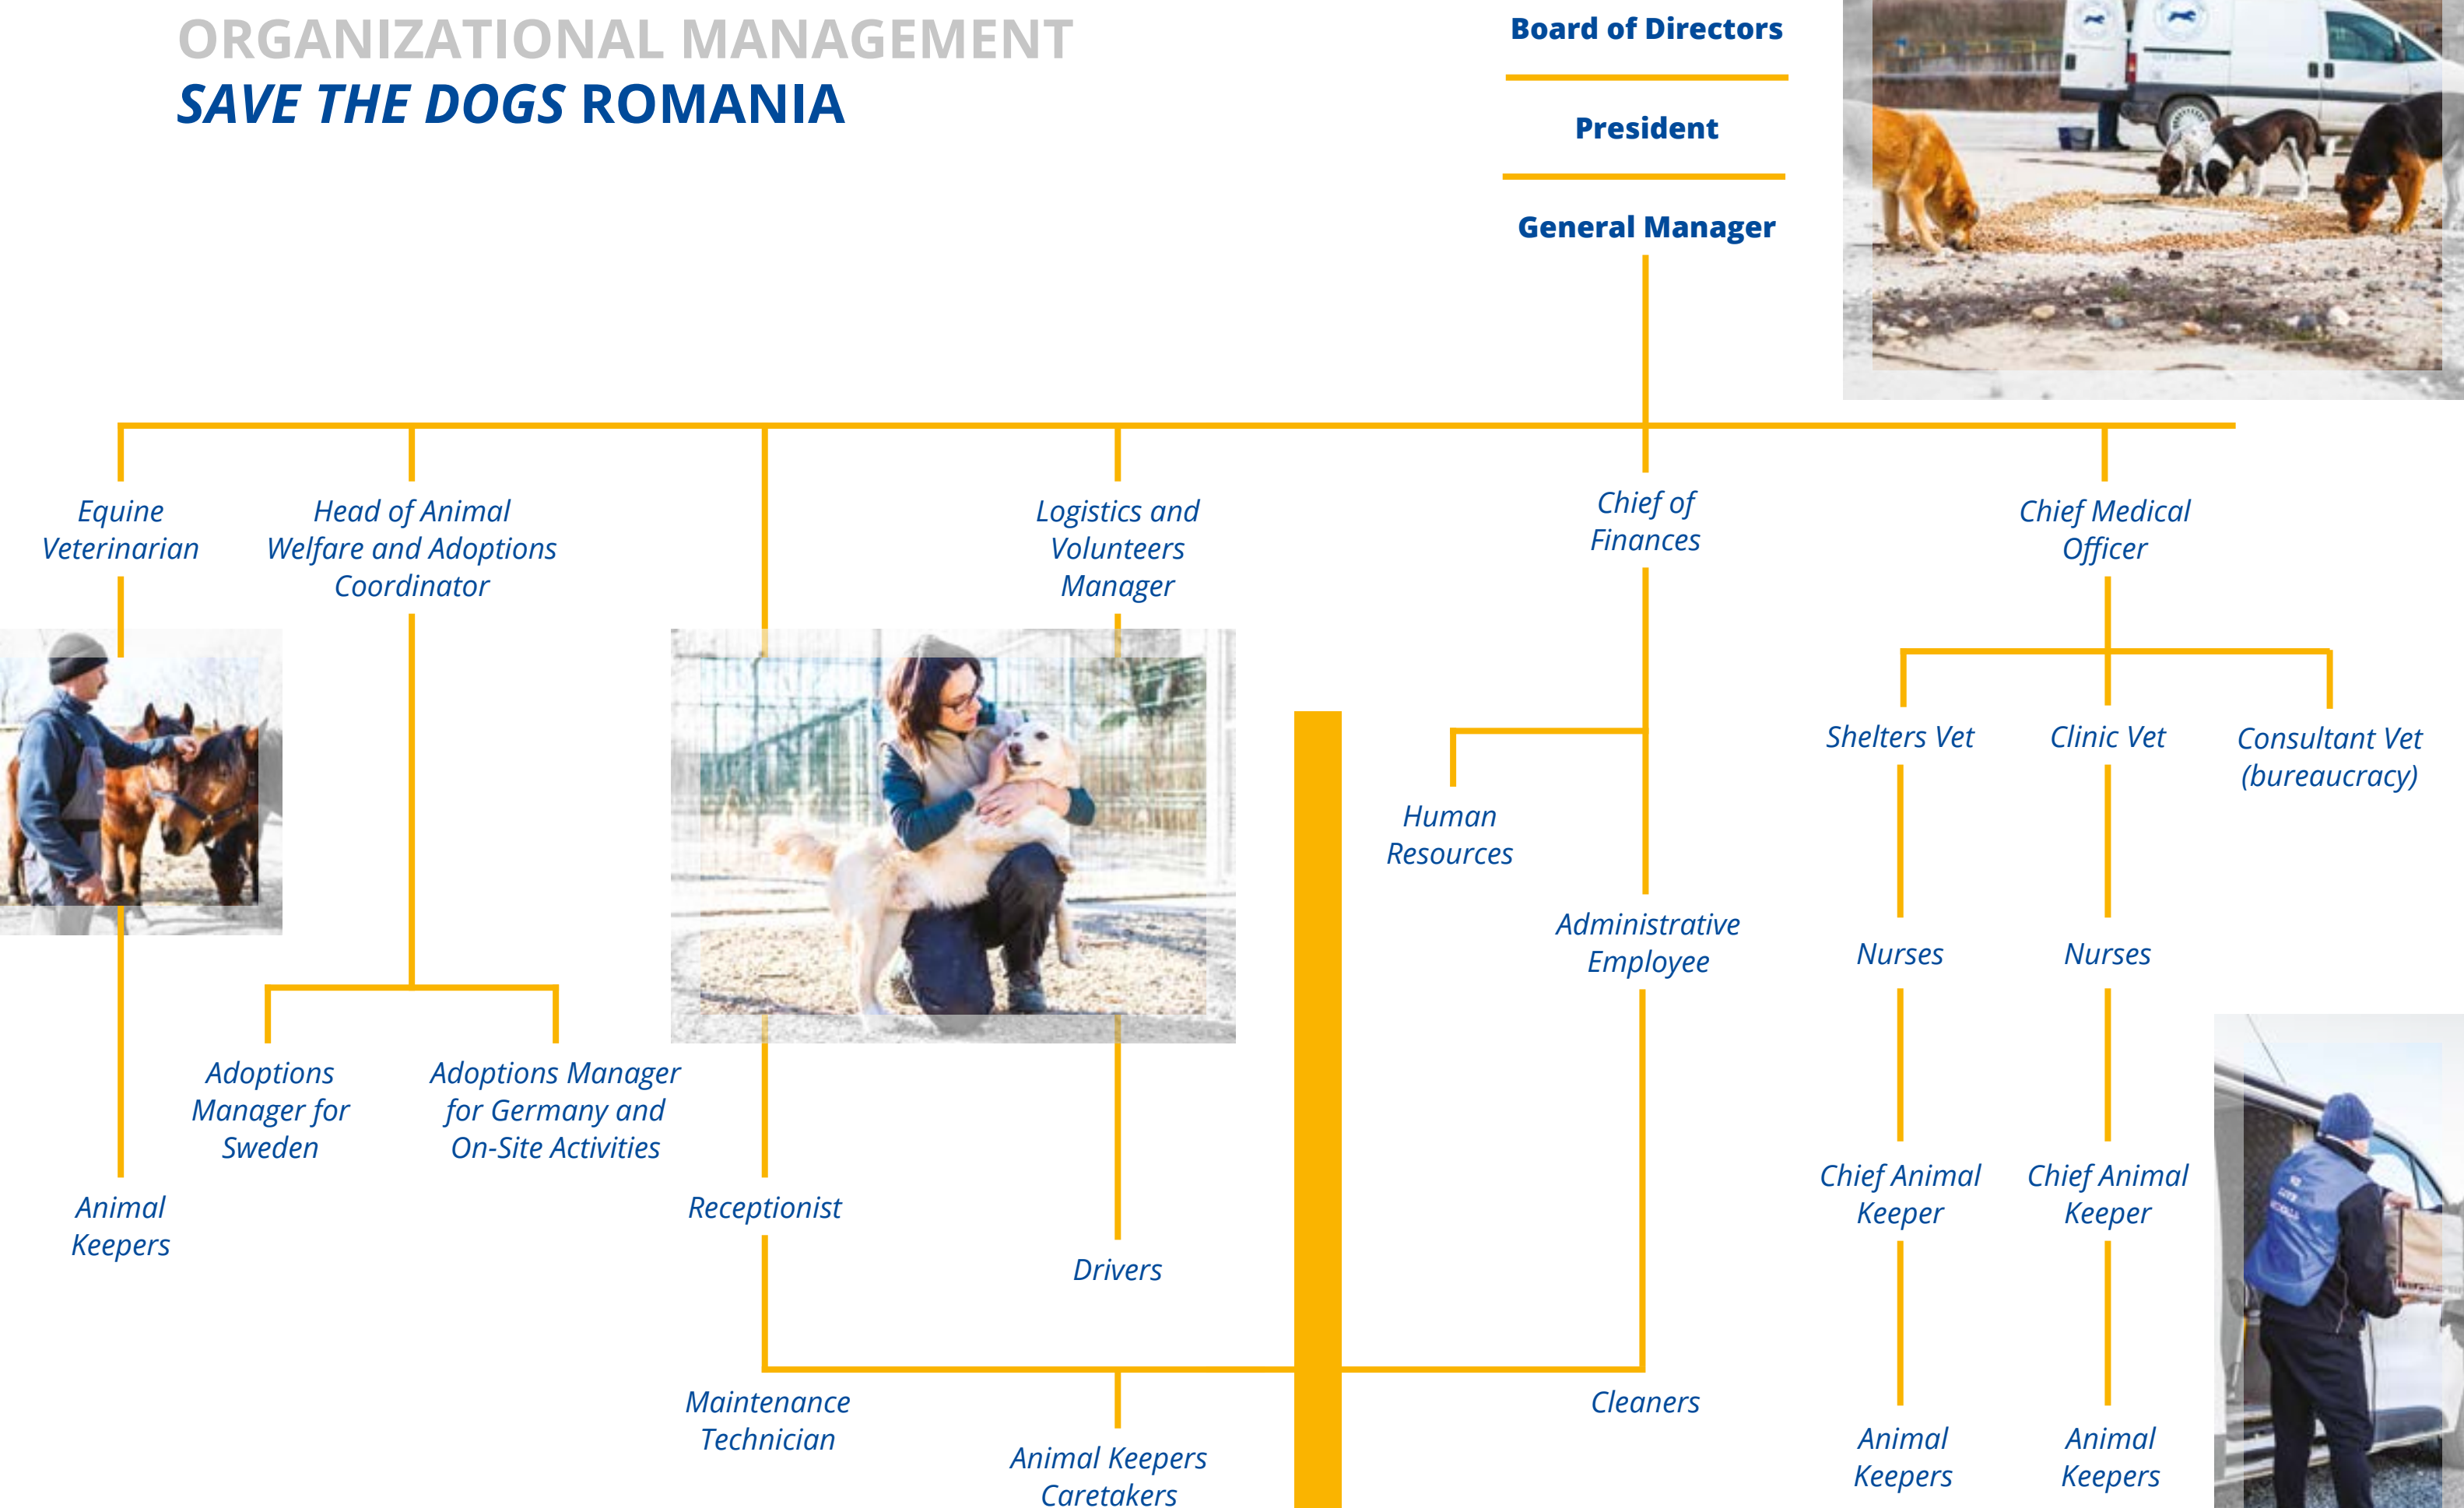 ORGANIZATIONAL MANAGEMENT
SAVE THE DOGS ROMANIA
Board of Directors
President
General Manager
Equine
Veterinarian
Head of Animal
Welfare and Adoptions
Coordinator
Logistics and
Volunteers
Manager
Chief of
Finances
Chief Medical
Officer
Shelters Vet
Clinic Vet
Consultant Vet
(bureaucracy)
Human
Resources
Administrative
Employee
Nurses
Nurses
Adoptions
Manager for
Sweden
Adoptions Manager
for Germany and
On-Site Activities
Animal
Keepers
Receptionist
Drivers
Chief Animal
Keeper
Chief Animal
Keeper
Maintenance
Technician
Animal Keepers
Caretakers
Cleaners
Animal
Keepers
Animal
Keepers